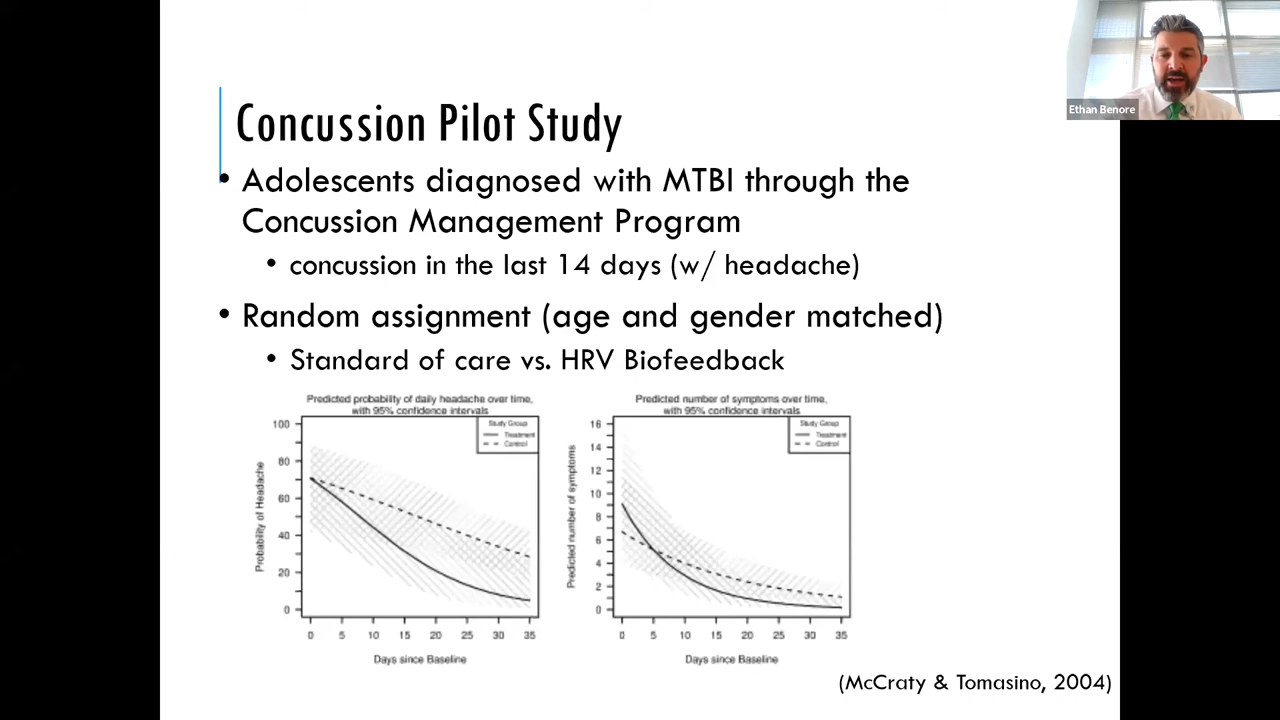 Ethan Benore
Concussion Pilot Study
• Adolescents diagnosed with MTBI through the
Concussion Management Program
• concussion in the last 14 days (w/ headache)
• Random assignment (age and gender matched)
• Standard of care vs. HRV Biofeedback
Predicted probability of daily headache over time,
with 95% confidence intervals
Study Group
Treatment
Control
Probability of Headache
100
80
60
40
20
0
0 5 10 15 20 25 30 35
Days since Baseline
Predicted number of symptoms over time,
with 95% confidence intervals
Study Group
Treatment
Control
Predicted number of symptoms
16
14
12
10
8
6
4
2
0
0 5 10 15 20 25 30 35
Days since Baseline
(McCraty & Tomasino, 2004)